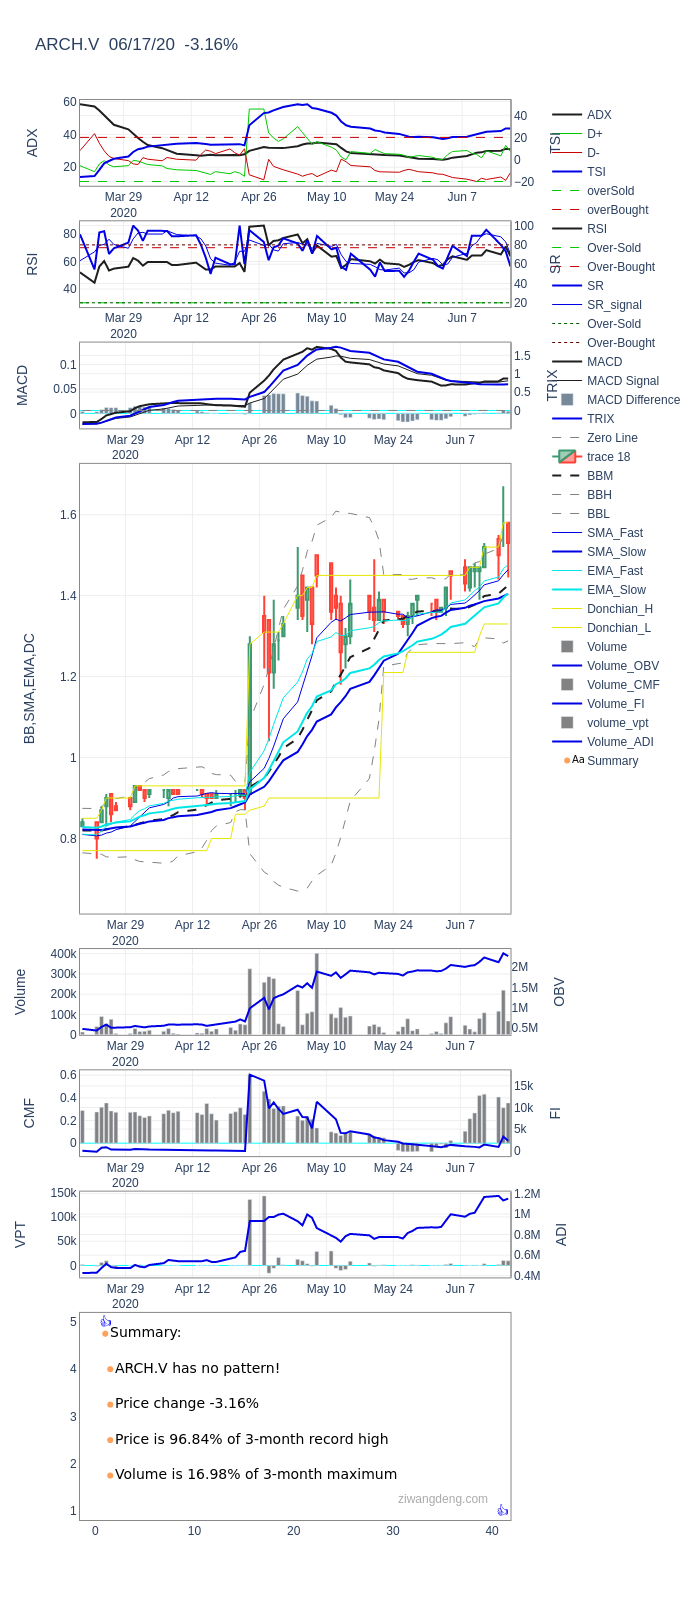 ARCH.V 06/17/20 -3.16%
60
40
20
ADX
40
20
0
−20
TSI
Mar 29
2020
Apr 12
Apr 26
May 10
May 24
Jun 7
80
60
40
RSI
100
80
60
40
20
SR
Mar 29
2020
Apr 12
Apr 26
May 10
May 24
Jun 7
0.1
0.05
0
MACD
1.5
1
0.5
0
TRIX
Mar 29
2020
Apr 12
Apr 26
May 10
May 24
Jun 7
1.6
1.4
1.2
1
0.8
BB,SMA,EMA,DC
Mar 29
2020
Apr 12
Apr 26
May 10
May 24
Jun 7
400k
300k
200k
100k
0
Volume
2M
1.5M
1M
0.5M
OBV
Mar 29
2020
Apr 12
Apr 26
May 10
May 24
Jun 7
0.6
0.4
0.2
0
CMF
15k
10k
5k
0
FI
Mar 29
2020
Apr 12
Apr 26
May 10
May 24
Jun 7
150k
100k
50k
0
VPT
1.2M
1M
0.8M
0.6M
0.4M
ADI
Mar 29
2020
Apr 12
Apr 26
May 10
May 24
Jun 7
5
4
3
2
1
0
10
20
30
40
👍
Summary:
ARCH.V has no pattern!
Price change -3.16%
Price is 96.84% of 3-month record high
Volume is 16.98% of 3-month maximum
ziwangdeng.com
👍
ADX
D+
D-
TSI
overSold
overBought
RSI
Over-Sold
Over-Bought
SR
SR_signal
Over-Sold
Over-Bought
MACD
MACD Signal
MACD Difference
TRIX
Zero Line
trace 18
BBM
BBH
BBL
SMA_Fast
SMA_Slow
EMA_Fast
EMA_Slow
Donchian_H
Donchian_L
Volume
Volume_OBV
Volume_CMF
Volume_FI
volume_vpt
Volume_ADI
Aa Summary